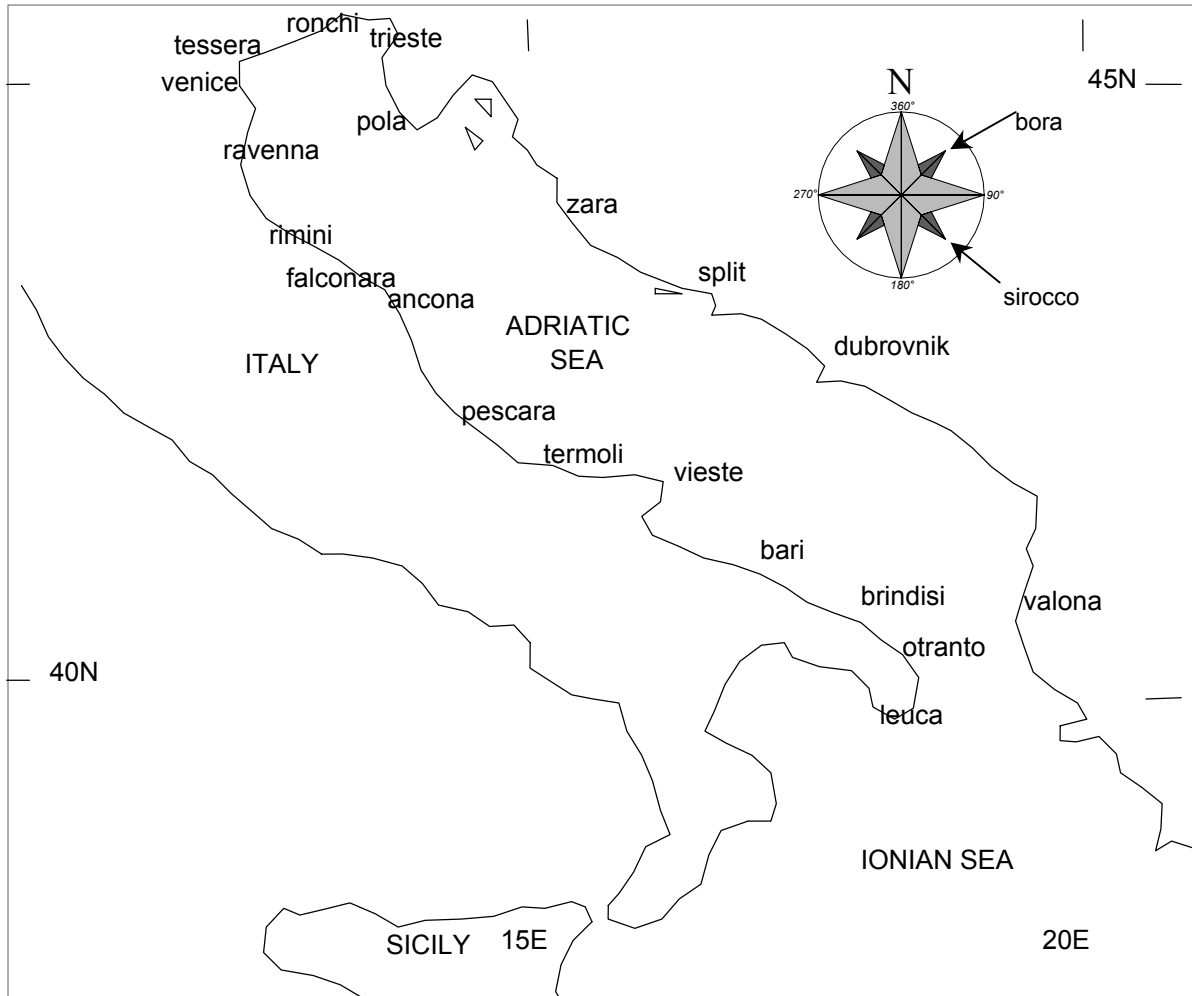 ronchi
trieste
tessera
venice
45N
N
360°
bora
pola
ravenna
270°
90°
zara
rimini
falconara
ancona
split
180°
sirocco
ADRIATIC
SEA
dubrovnik
ITALY
pescara
termoli
vieste
bari
brindisi
valona
otranto
40N
leuca
IONIAN SEA
SICILY
15E
20E